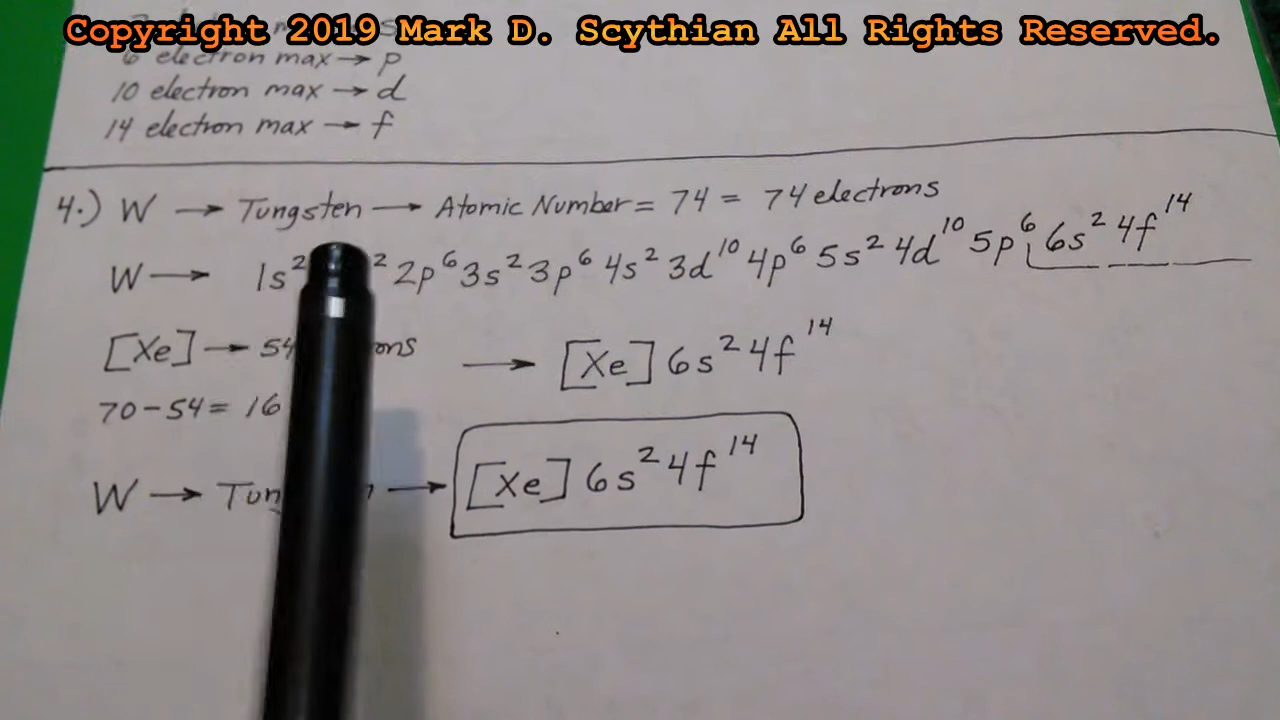 Copyright 2019 Mark D. Scythian All Rights Reserved.
6 electron max → p
10 electron max → d
14 electron max → f
4.) W → Tungsten → Atomic Number = 74 = 74 electrons
W → 1s² ² 2p⁶ 3s² 3p⁶ 4s² 3d¹⁰ 4p⁶ 5s² 4d¹⁰ 5p⁶ 6s² 4f¹⁴
[Xe] → 54 → [Xe] 6s² 4f¹⁴
70 - 54 = 16
W → → [Xe] 6s² 4f¹⁴